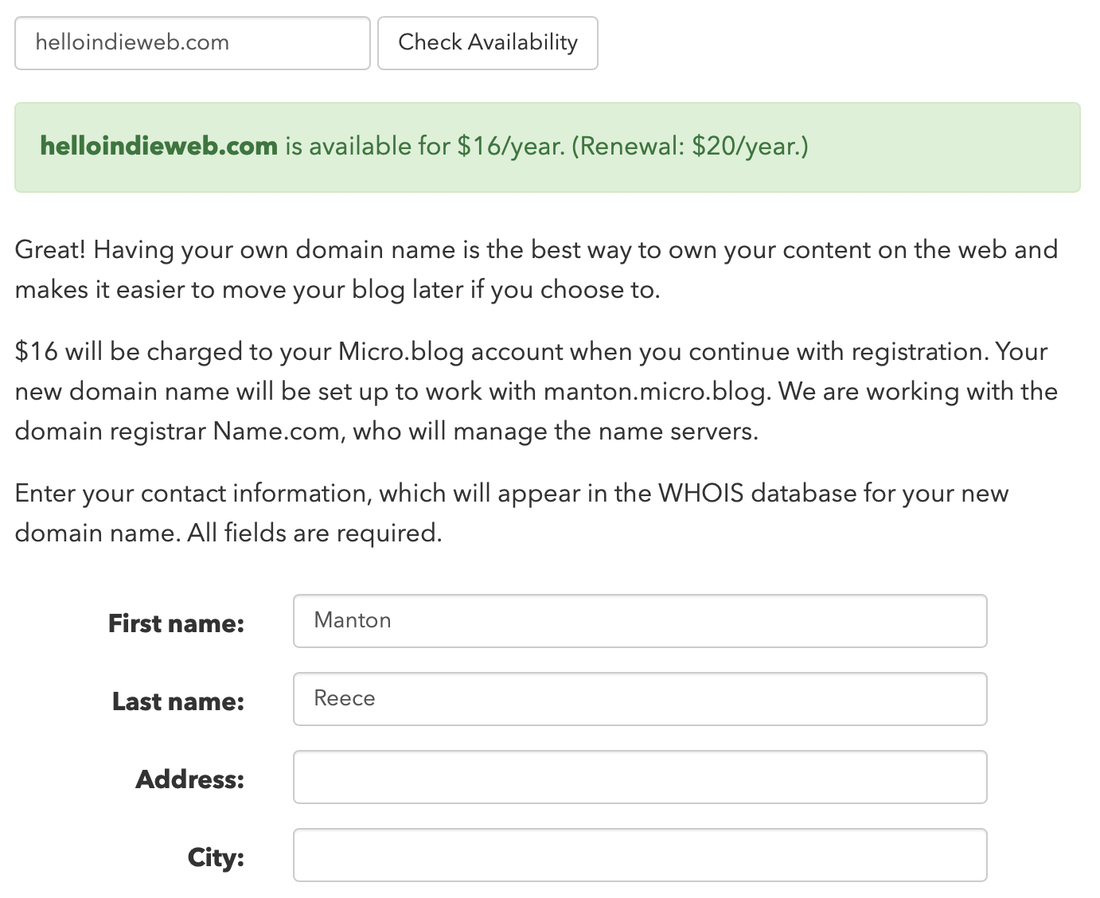 helloindieweb.com Check Availability
helloindieweb.com is available for $16/year. (Renewal: $20/year.)
Great! Having your own domain name is the best way to own your content on the web and
makes it easier to move your blog later if you choose to.
$16 will be charged to your Micro.blog account when you continue with registration. Your
new domain name will be set up to work with manton.micro.blog. We are working with the
domain registrar Name.com, who will manage the name servers.
Enter your contact information, which will appear in the WHOIS database for your new
domain name. All fields are required.
First name: Manton
Last name: Reece
Address:
City: